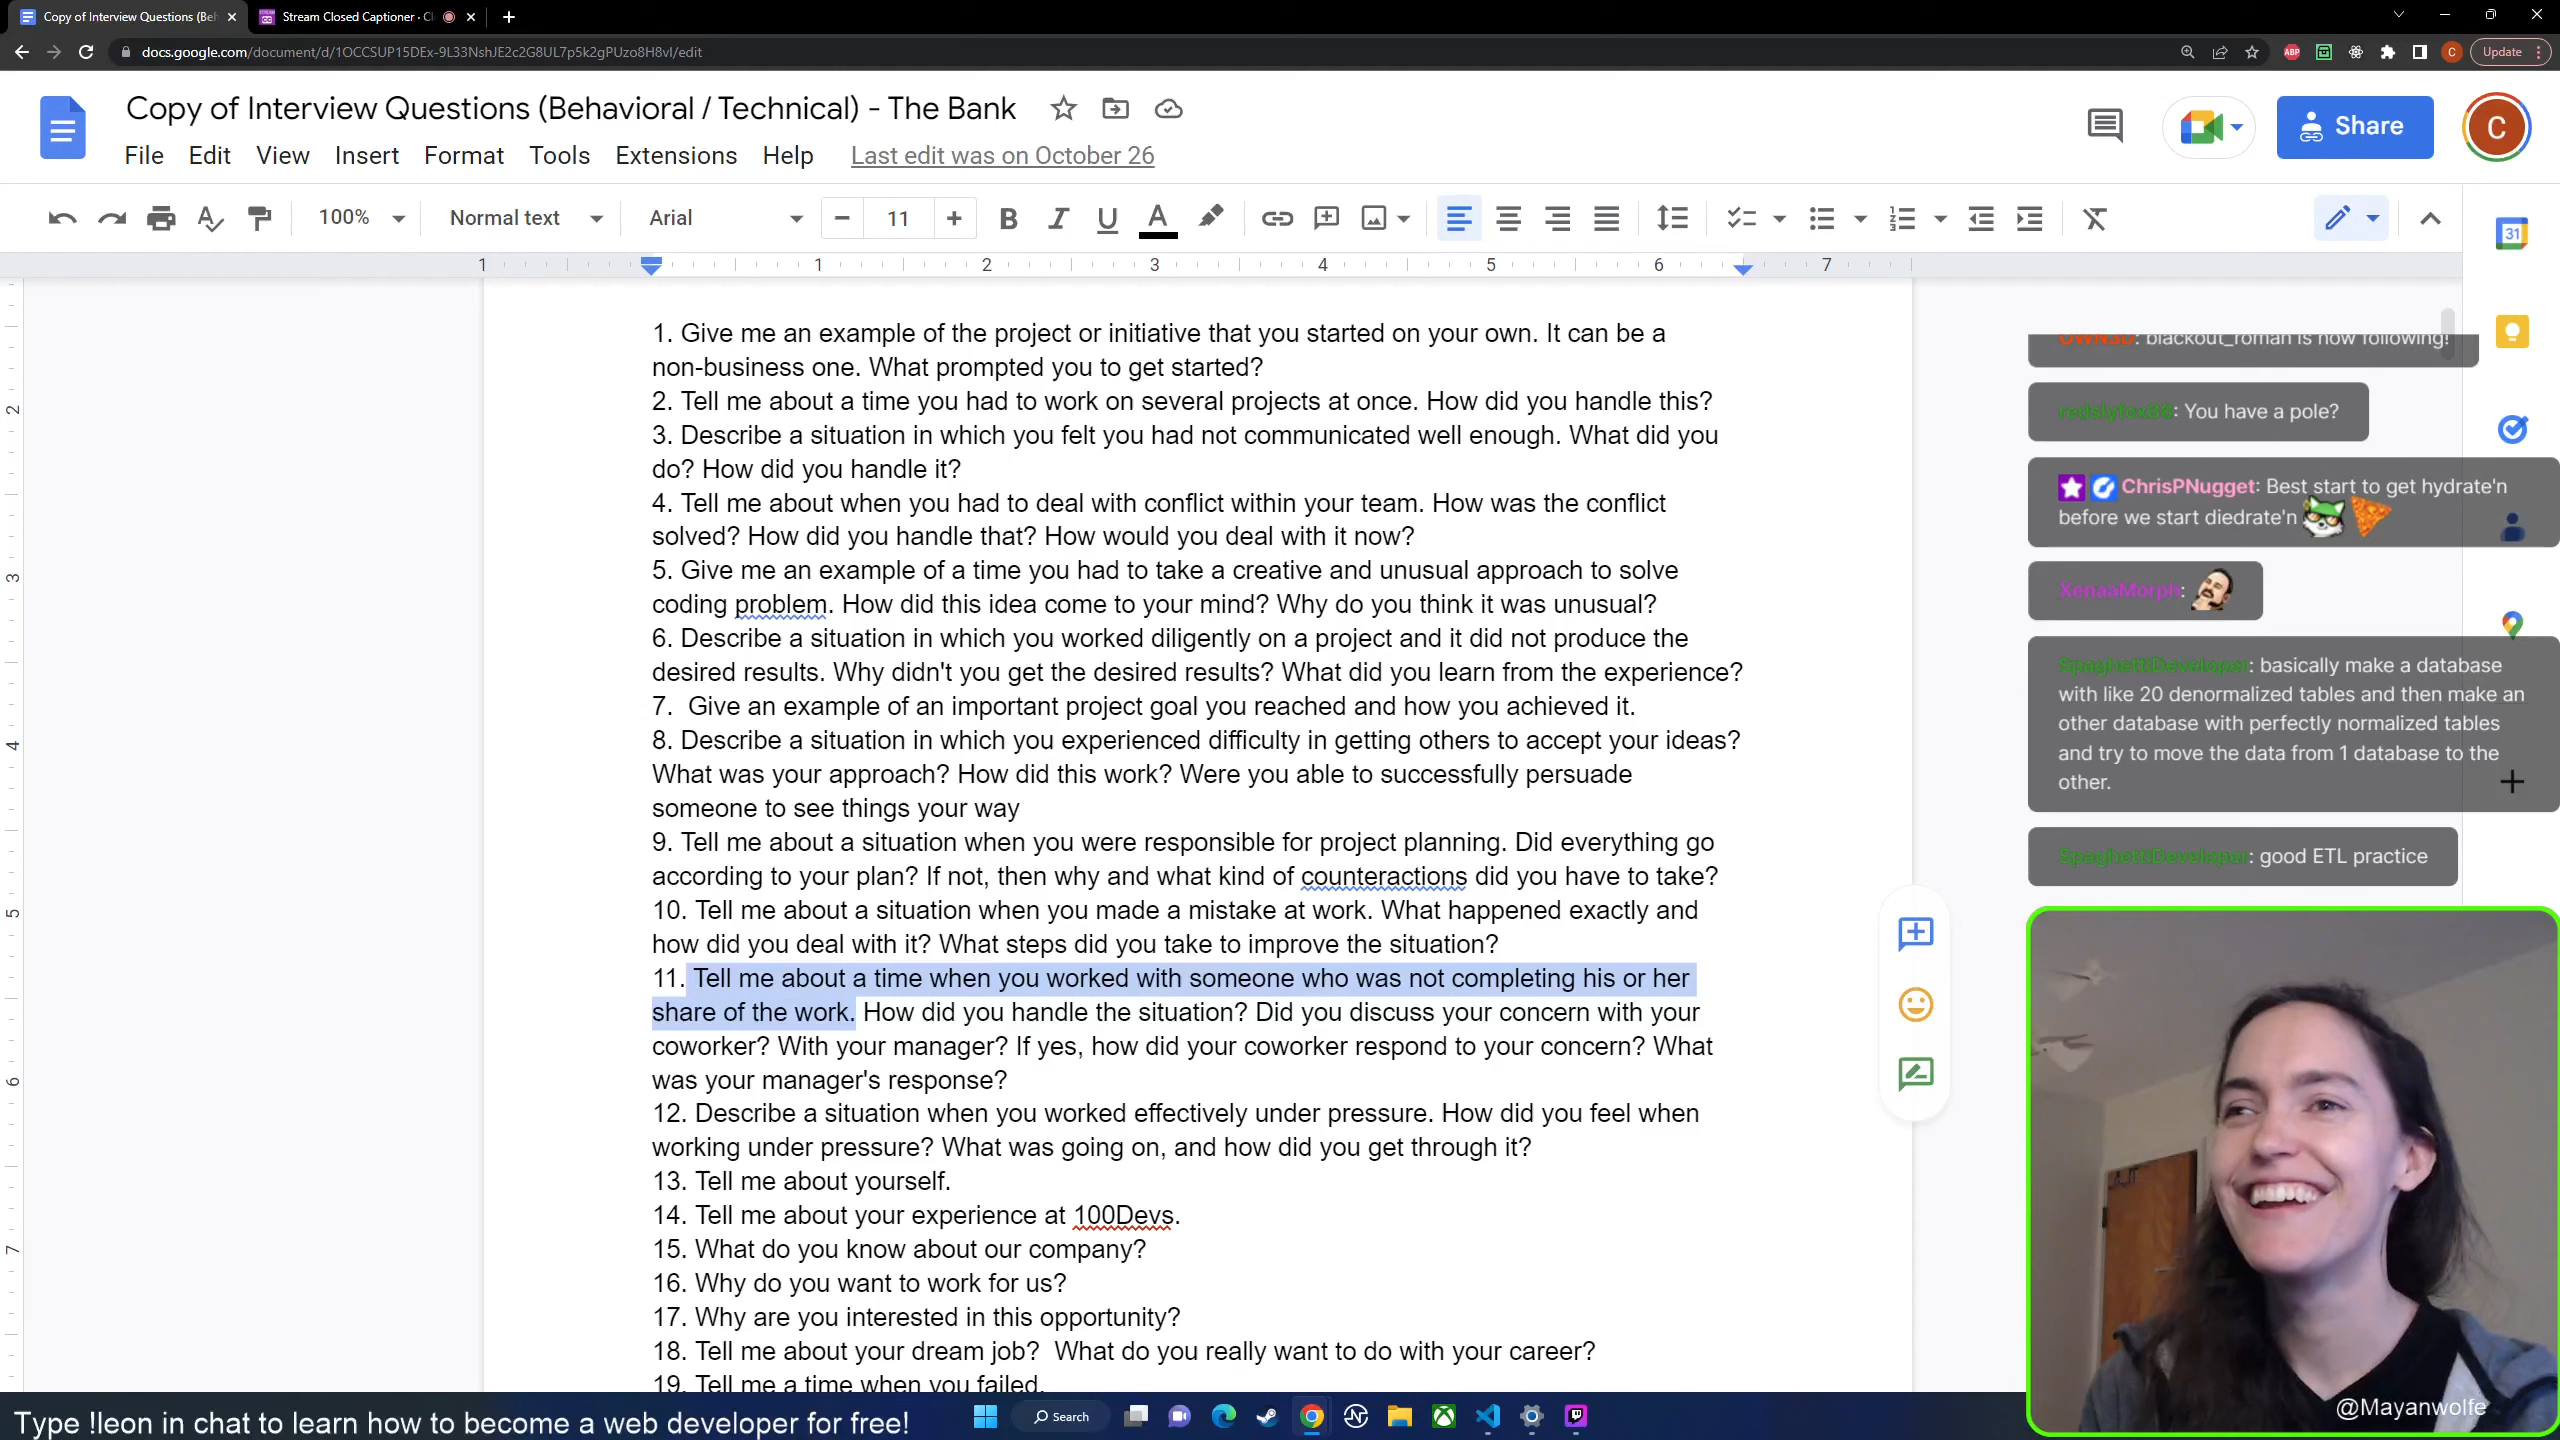 Copy of Interview Questions (Beh
Stream Closed Captioner · Cl
docs.google.com/document/d/1OCCSUP15DEx-9L33NshJE2c2G8UL7p5k2gPUzo8H8vI/edit
ABP
C
Update
Copy of Interview Questions (Behavioral / Technical) - The Bank
Share
C
File Edit View Insert Format Tools Extensions Help Last edit was on October 26
100% Normal text Arial 11
31
1 1 2 3 4 5 6 7
1. Give me an example of the project or initiative that you started on your own. It can be a
non-business one. What prompted you to get started?
2. Tell me about a time you had to work on several projects at once. How did you handle this?
3. Describe a situation in which you felt you had not communicated well enough. What did you
do? How did you handle it?
4. Tell me about when you had to deal with conflict within your team. How was the conflict
solved? How did you handle that? How would you deal with it now?
5. Give me an example of a time you had to take a creative and unusual approach to solve
coding problem. How did this idea come to your mind? Why do you think it was unusual?
6. Describe a situation in which you worked diligently on a project and it did not produce the
desired results. Why didn't you get the desired results? What did you learn from the experience?
7.  Give an example of an important project goal you reached and how you achieved it.
8. Describe a situation in which you experienced difficulty in getting others to accept your ideas?
What was your approach? How did this work? Were you able to successfully persuade
someone to see things your way
9. Tell me about a situation when you were responsible for project planning. Did everything go
according to your plan? If not, then why and what kind of counteractions did you have to take?
10. Tell me about a situation when you made a mistake at work. What happened exactly and
how did you deal with it? What steps did you take to improve the situation?
11. Tell me about a time when you worked with someone who was not completing his or her
share of the work. How did you handle the situation? Did you discuss your concern with your
coworker? With your manager? If yes, how did your coworker respond to your concern? What
was your manager's response?
12. Describe a situation when you worked effectively under pressure. How did you feel when
working under pressure? What was going on, and how did you get through it?
13. Tell me about yourself.
14. Tell me about your experience at 100Devs.
15. What do you know about our company?
16. Why do you want to work for us?
17. Why are you interested in this opportunity?
18. Tell me about your dream job?  What do you really want to do with your career?
19. Tell me a time when you failed.
2
3
4
5
6
7
OWN3D: blackout_roman is now following!
redslyfox88: You have a pole?
ChrisPNugget: Best start to get hydrate'n
before we start diedrate'n
XenaaMorph:
SpaghettiDeveloper: basically make a database
with like 20 denormalized tables and then make an
other database with perfectly normalized tables
and try to move the data from 1 database to the
other.
SpaghettiDeveloper: good ETL practice
@Mayanwolfe
Type !leon in chat to learn how to become a web developer for free!
Search